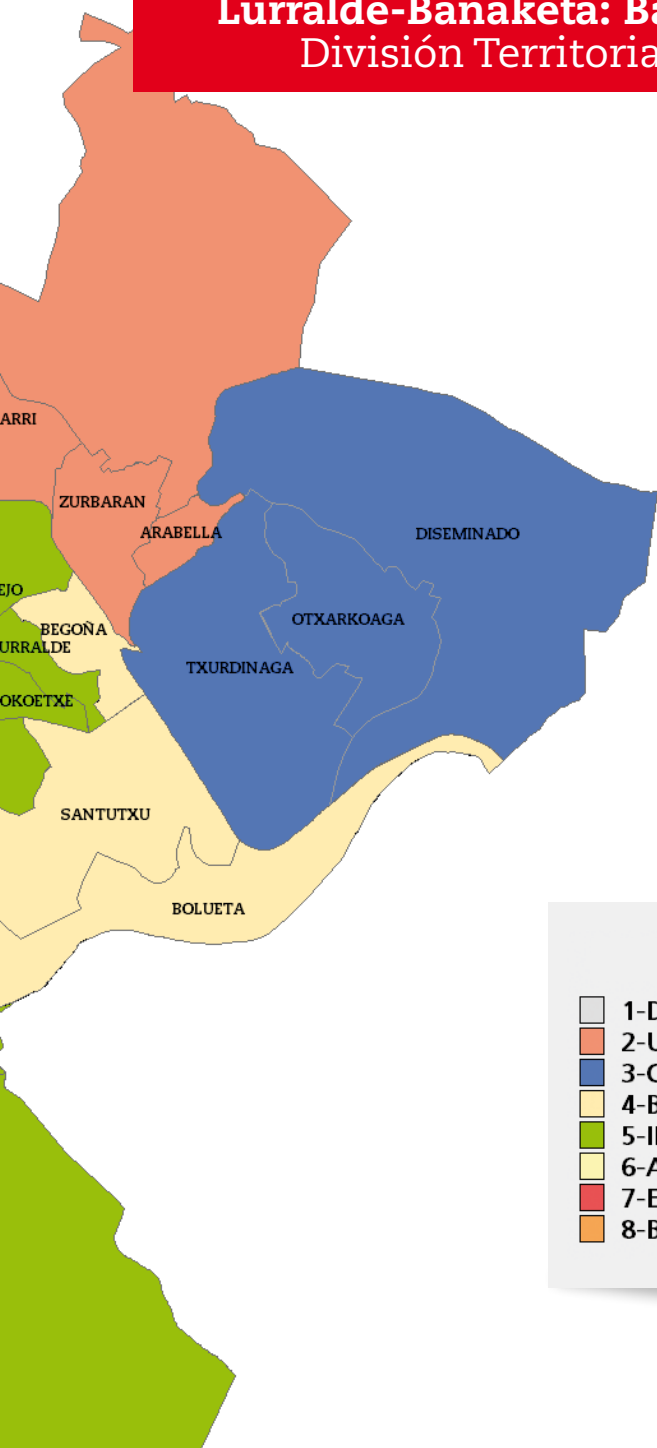 Lurralde-Banaketa: Ba
División Territoria
ARRI
ZURBARAN
ARABELLA
DISEMINADO
EJO
OTXARKOAGA
BEGOÑA
URRALDE
TXURDINAGA
OKOETXE
SANTUTXU
BOLUETA
1-D
2-U
3-O
4-B
5-I
6-A
7-E
8-B